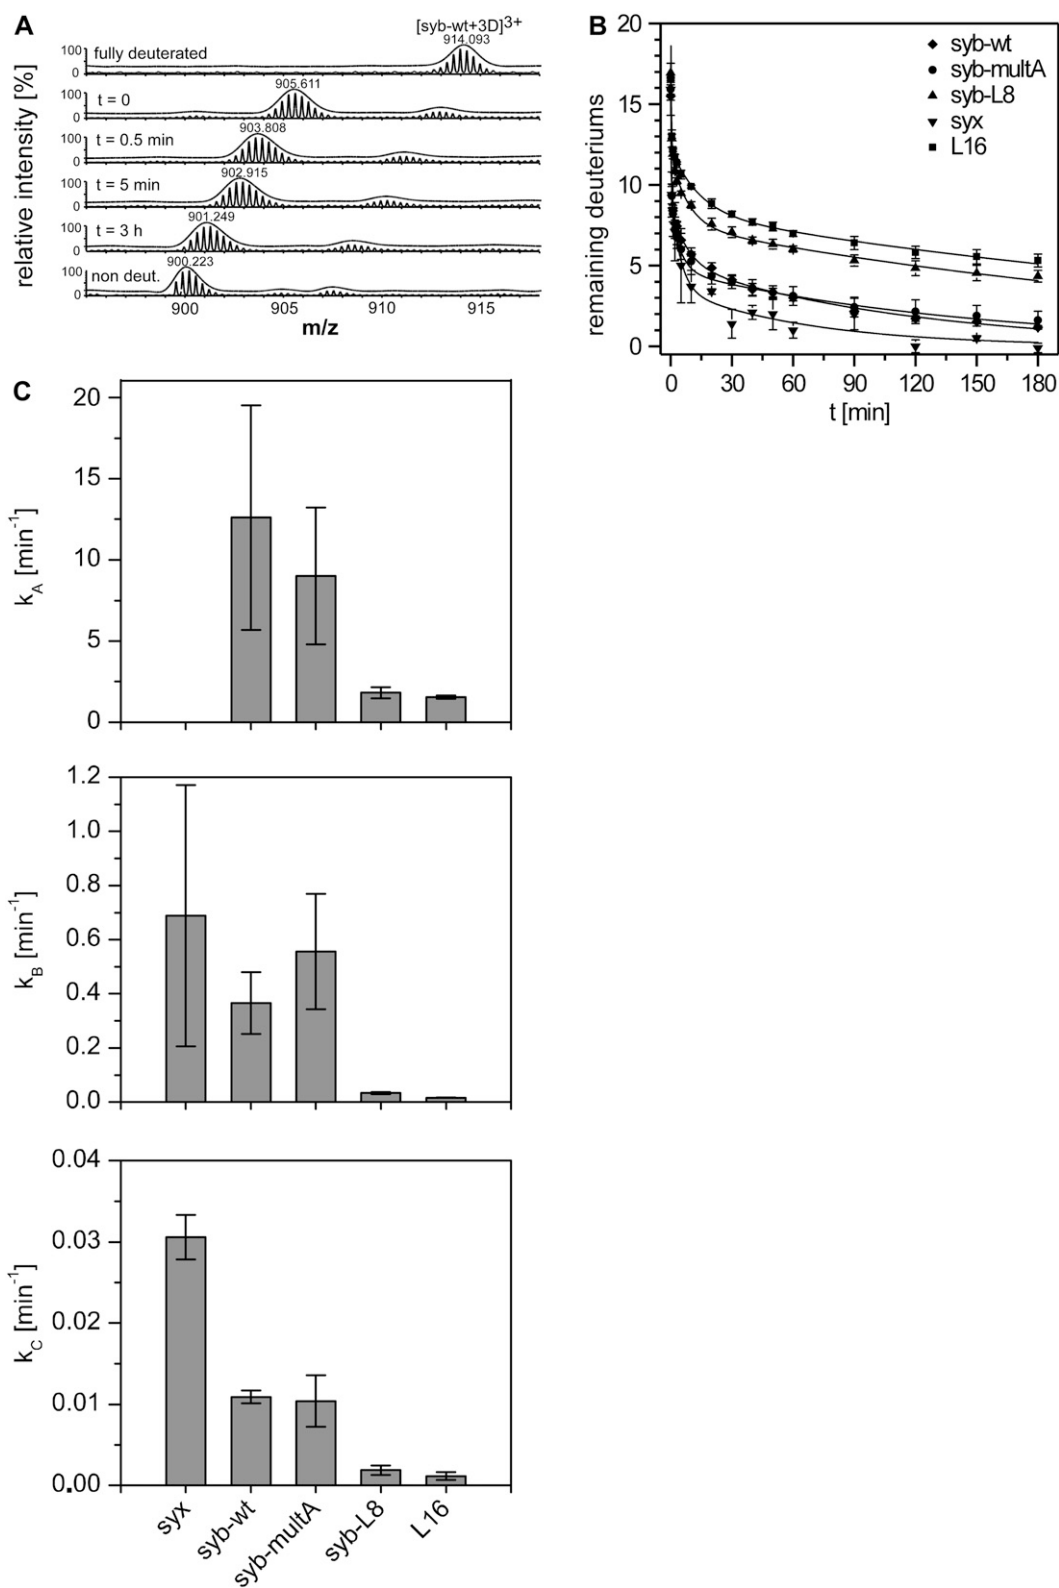 A
[syb-wt+3D]3+
relative intensity [%]
100
0
fully deuterated
914.093
100
0
t = 0
905.611
100
0
t = 0.5 min
903.808
100
0
t = 5 min
902.915
100
0
t = 3 h
901.249
100
0
non deut.
900.223
900 905 910 915
m/z
B
remaining deuteriums
20
15
10
5
0
syb-wt
syb-multA
syb-L8
syx
L16
0 30 60 90 120 150 180
t [min]
C
kA [min-1]
20
15
10
5
0
kB [min-1]
1.2
1.0
0.8
0.6
0.4
0.2
0.0
kC [min-1]
0.04
0.03
0.02
0.01
0.00
syx
syb-wt
syb-multA
syb-L8
L16